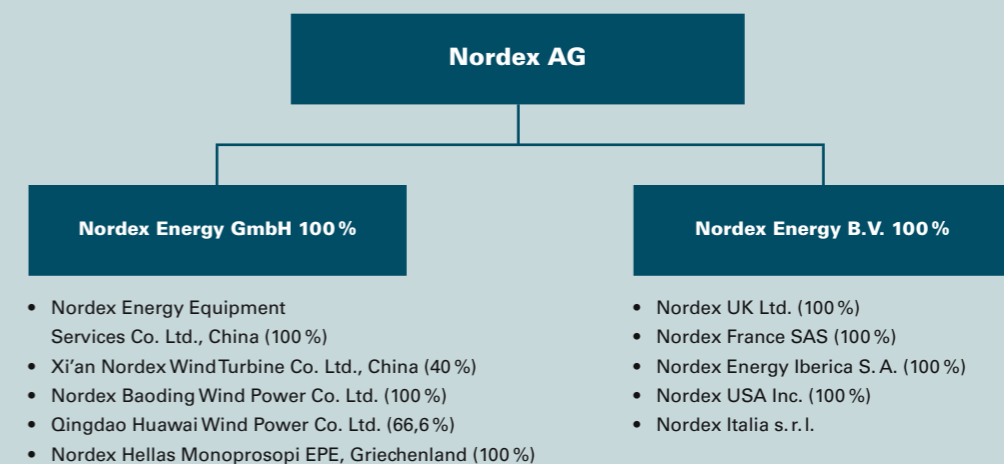 Nordex AG
Nordex Energy GmbH 100 %
• Nordex Energy Equipment
Services Co. Ltd., China (100 %)
• Xi’an Nordex Wind Turbine Co. Ltd., China (40 %)
• Nordex Baoding Wind Power Co. Ltd. (100 %)
• Qingdao Huawai Wind Power Co. Ltd. (66,6 %)
• Nordex Hellas Monoprosopi EPE, Griechenland (100 %)
Nordex Energy B.V. 100 %
• Nordex UK Ltd. (100 %)
• Nordex France SAS (100 %)
• Nordex Energy Iberica S. A. (100 %)
• Nordex USA Inc. (100 %)
• Nordex Italia s. r. l.